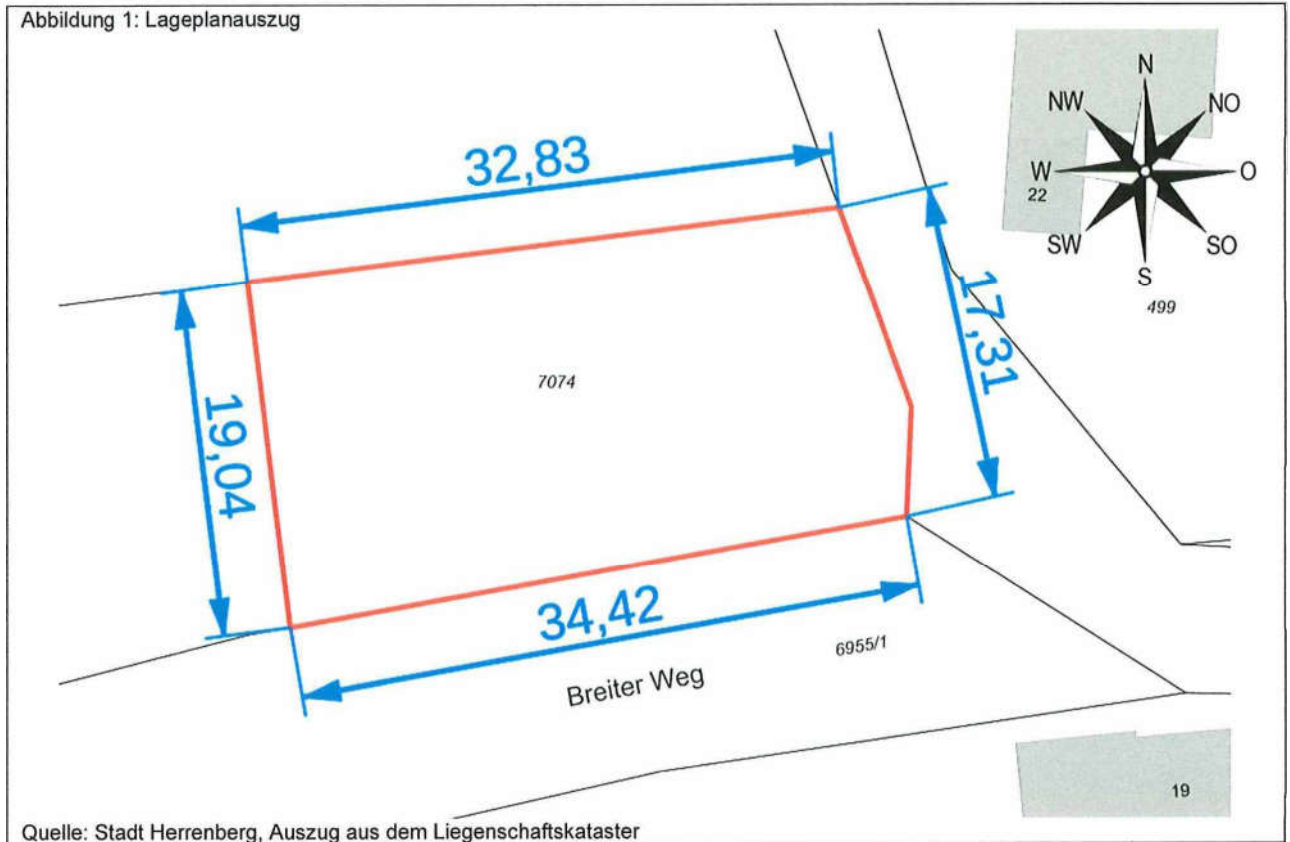 Abbildung 1: Lageplanauszug
N
NW
NO
32,83
W
O
22
SW
SO
S
499
17,31
7074
19,04
34,42
6955/1
Breiter Weg
19
Quelle: Stadt Herrenberg, Auszug aus dem Liegenschaftskataster